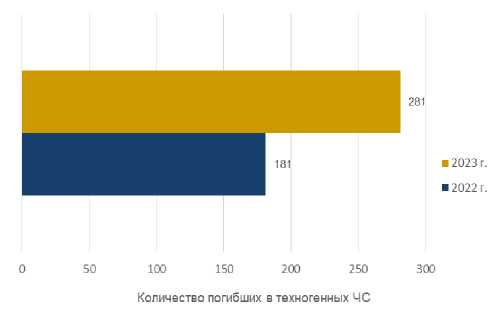 281
181
2023 г.
2022 г.
0 50 100 150 200 250 300
Количество погибших в техногенных ЧС